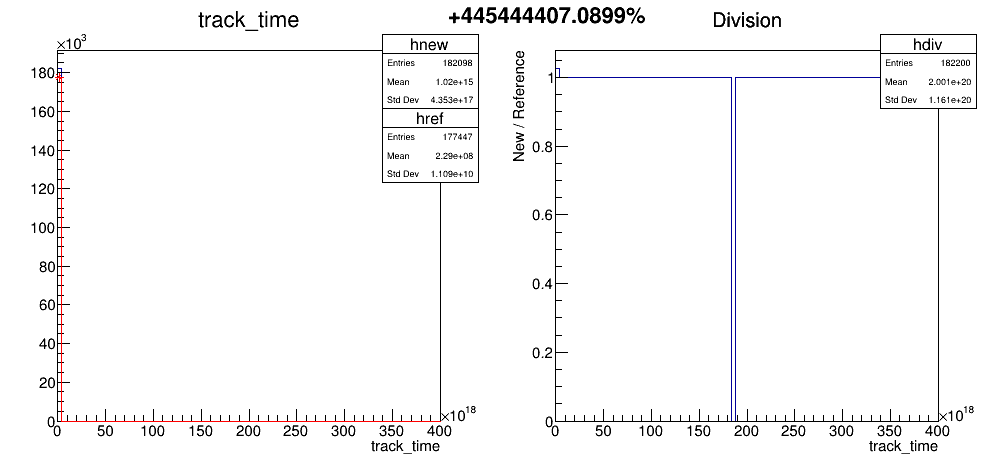 track_time
+445444407.0899%
Division
×10³
hnew
Entries 182098
Mean 1.02e+15
Std Dev 4.353e+17
href
Entries 177447
Mean 2.29e+08
Std Dev 1.109e+10
180
160
140
120
100
80
60
40
20
0
0 50 100 150 200 250 300 350 400
×10¹⁸
track_time
New / Reference
hdiv
Entries 182200
Mean 2.001e+20
Std Dev 1.161e+20
1
0.8
0.6
0.4
0.2
0
0 50 100 150 200 250 300 350 400
×10¹⁸
track_time